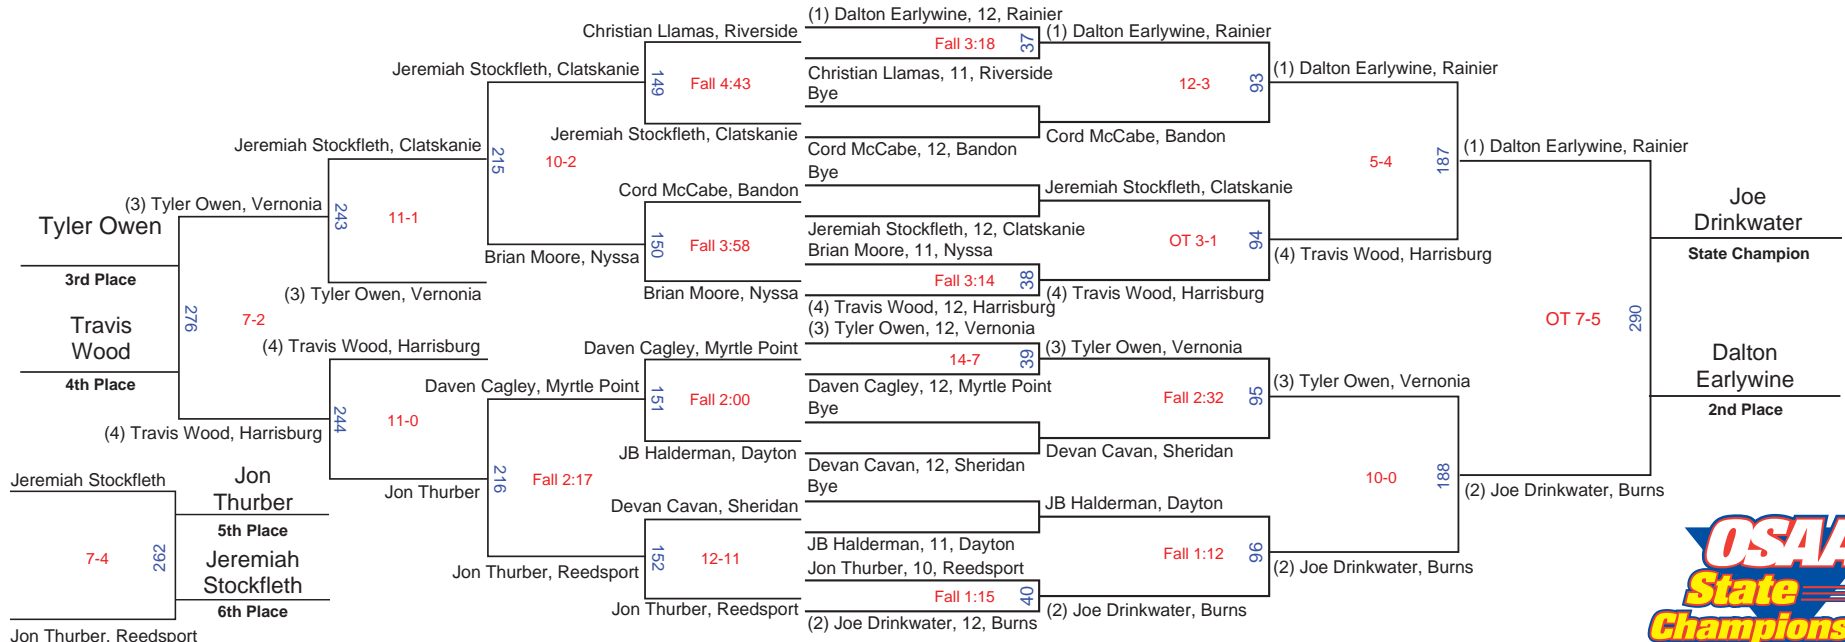 (1) Dalton Earlywine, 12, Rainier
Christian Llamas, Riverside
Fall 3:18
37
(1) Dalton Earlywine, Rainier
Jeremiah Stockfleth, Clatskanie
149
Fall 4:43
Christian Llamas, 11, Riverside
Bye
12-3
93
(1) Dalton Earlywine, Rainier
Jeremiah Stockfleth, Clatskanie
Cord McCabe, Bandon
Jeremiah Stockfleth, Clatskanie
215
10-2
Cord McCabe, 12, Bandon
Bye
5-4
187
(1) Dalton Earlywine, Rainier
Cord McCabe, Bandon
Jeremiah Stockfleth, Clatskanie
(3) Tyler Owen, Vernonia
243
11-1
Tyler Owen
3rd Place
150
Fall 3:58
Jeremiah Stockfleth, 12, Clatskanie
Brian Moore, 11, Nyssa
OT 3-1
94
(4) Travis Wood, Harrisburg
Joe
Drinkwater
State Champion
Brian Moore, Nyssa
Fall 3:14
38
(3) Tyler Owen, Vernonia
Brian Moore, Nyssa
(4) Travis Wood, Harrisburg
(4) Travis Wood, 12, Harrisburg
276
7-2
Travis
Wood
4th Place
(3) Tyler Owen, 12, Vernonia
OT 7-5
290
(4) Travis Wood, Harrisburg
Daven Cagley, Myrtle Point
14-7
39
(3) Tyler Owen, Vernonia
Dalton
Earlywine
2nd Place
Daven Cagley, Myrtle Point
151
Fall 2:00
Daven Cagley, 12, Myrtle Point
Bye
Fall 2:32
95
(3) Tyler Owen, Vernonia
(4) Travis Wood, Harrisburg
244
11-0
JB Halderman, Dayton
Devan Cavan, Sheridan
Devan Cavan, 12, Sheridan
Bye
Jeremiah Stockfleth
Jon
Thurber
5th Place
Jon Thurber
216
Fall 2:17
10-0
188
(2) Joe Drinkwater, Burns
Devan Cavan, Sheridan
JB Halderman, Dayton
7-4
262
Jeremiah
Stockfleth
6th Place
152
12-11
JB Halderman, 11, Dayton
Jon Thurber, 10, Reedsport
Fall 1:12
96
(2) Joe Drinkwater, Burns
Jon Thurber, Reedsport
Fall 1:15
40
Jon Thurber, Reedsport
(2) Joe Drinkwater, Burns
(2) Joe Drinkwater, 12, Burns
Jon Thurber, Reedsport
OSAA
State
Champions